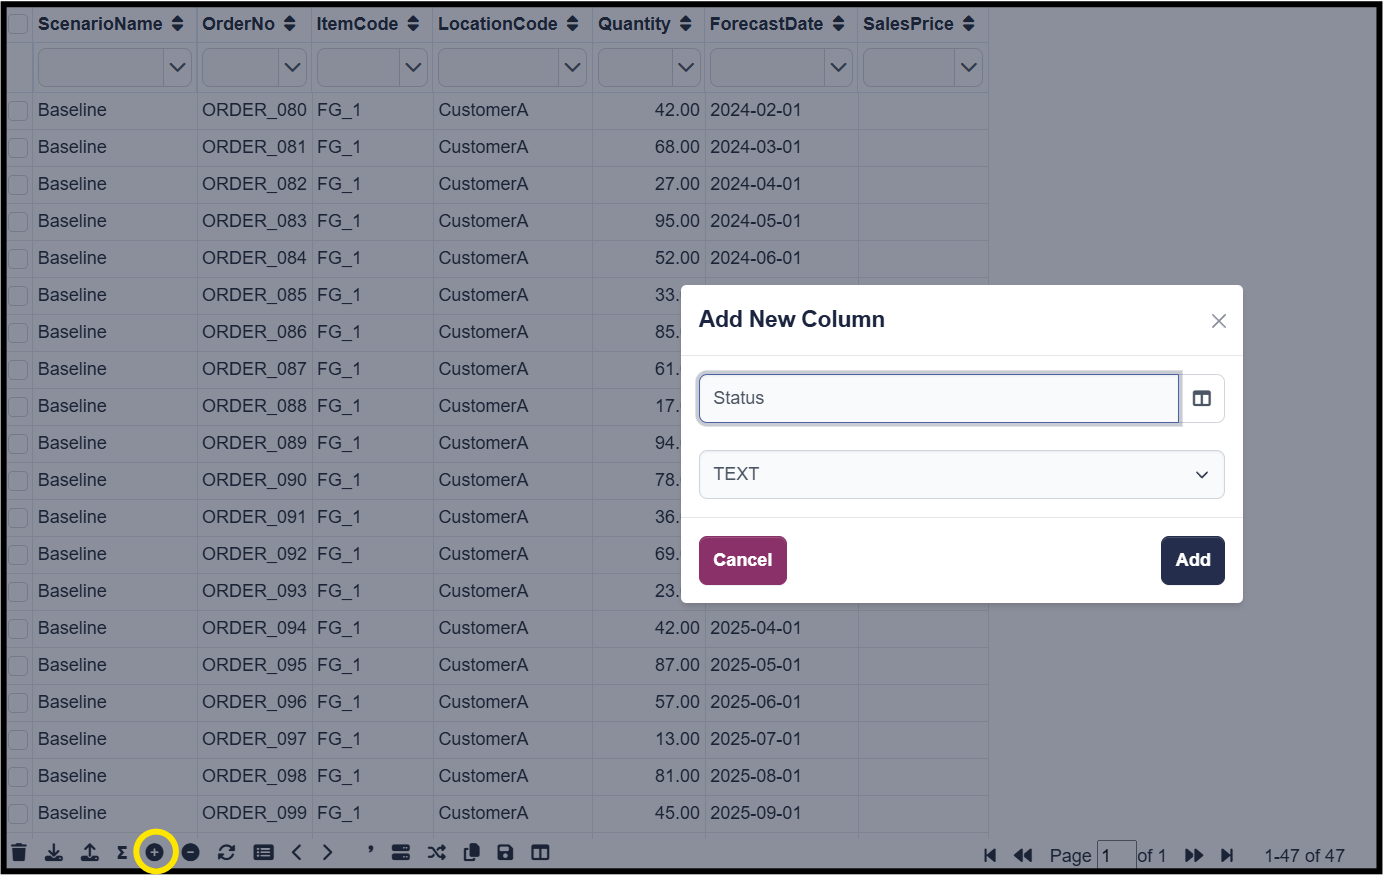 ScenarioName OrderNo ItemCode LocationCode Quantity ForecastDate SalesPrice
Baseline ORDER_080 FG_1 CustomerA 42.00 2024-02-01
Baseline ORDER_081 FG_1 CustomerA 68.00 2024-03-01
Baseline ORDER_082 FG_1 CustomerA 27.00 2024-04-01
Baseline ORDER_083 FG_1 CustomerA 95.00 2024-05-01
Baseline ORDER_084 FG_1 CustomerA 52.00 2024-06-01
Baseline ORDER_085 FG_1 CustomerA 33.
Baseline ORDER_086 FG_1 CustomerA 85.
Baseline ORDER_087 FG_1 CustomerA 61.
Baseline ORDER_088 FG_1 CustomerA 17.
Baseline ORDER_089 FG_1 CustomerA 94.
Baseline ORDER_090 FG_1 CustomerA 78.
Baseline ORDER_091 FG_1 CustomerA 36.
Baseline ORDER_092 FG_1 CustomerA 69.
Baseline ORDER_093 FG_1 CustomerA 23.
Baseline ORDER_094 FG_1 CustomerA 42.00 2025-04-01
Baseline ORDER_095 FG_1 CustomerA 87.00 2025-05-01
Baseline ORDER_096 FG_1 CustomerA 57.00 2025-06-01
Baseline ORDER_097 FG_1 CustomerA 13.00 2025-07-01
Baseline ORDER_098 FG_1 CustomerA 81.00 2025-08-01
Baseline ORDER_099 FG_1 CustomerA 45.00 2025-09-01
Add New Column
Status
TEXT
Cancel Add
Σ , Page 1 of 1 1-47 of 47